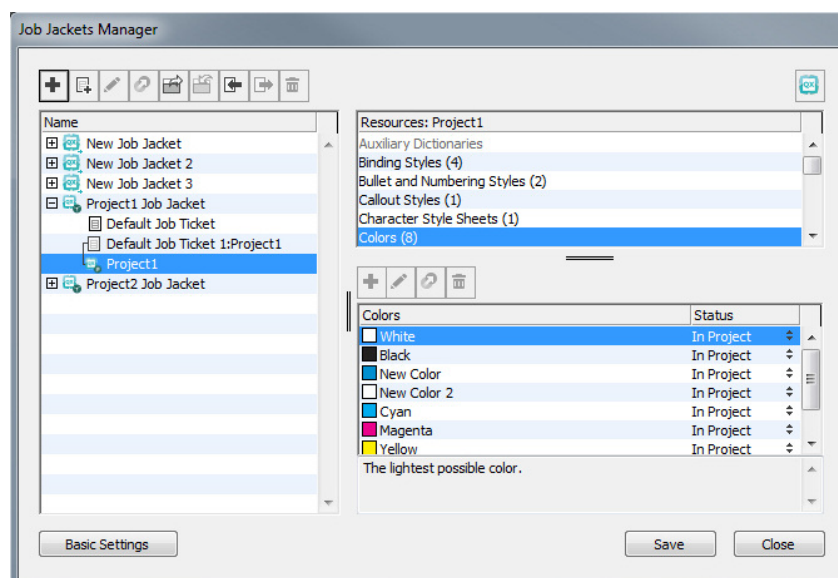 Job Jackets Manager
Name
New Job Jacket
New Job Jacket 2
New Job Jacket 3
Project1 Job Jacket
Default Job Ticket
Default Job Ticket 1:Project1
Project1
Project2 Job Jacket
Resources: Project1
Auxiliary Dictionaries
Binding Styles (4)
Bullet and Numbering Styles (2)
Callout Styles (1)
Character Style Sheets (1)
Colors (8)
Colors Status
White In Project
Black In Project
New Color In Project
New Color 2 In Project
Cyan In Project
Magenta In Project
Yellow In Project
The lightest possible color.
Basic Settings
Save
Close